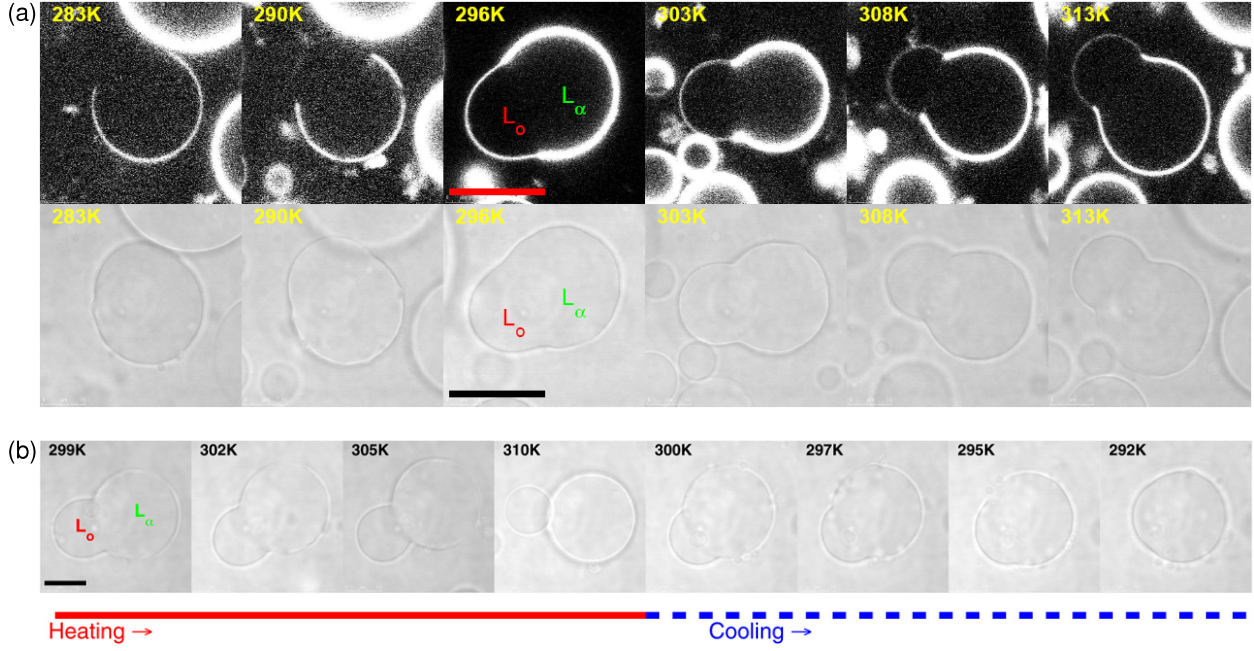 (a)
283K 290K 296K 303K 308K 313K
Lo Lα
283K 290K 296K 303K 308K 313K
Lo Lα
(b)
299K 302K 305K 310K 300K 297K 295K 292K
Lo Lα
Heating → Cooling →